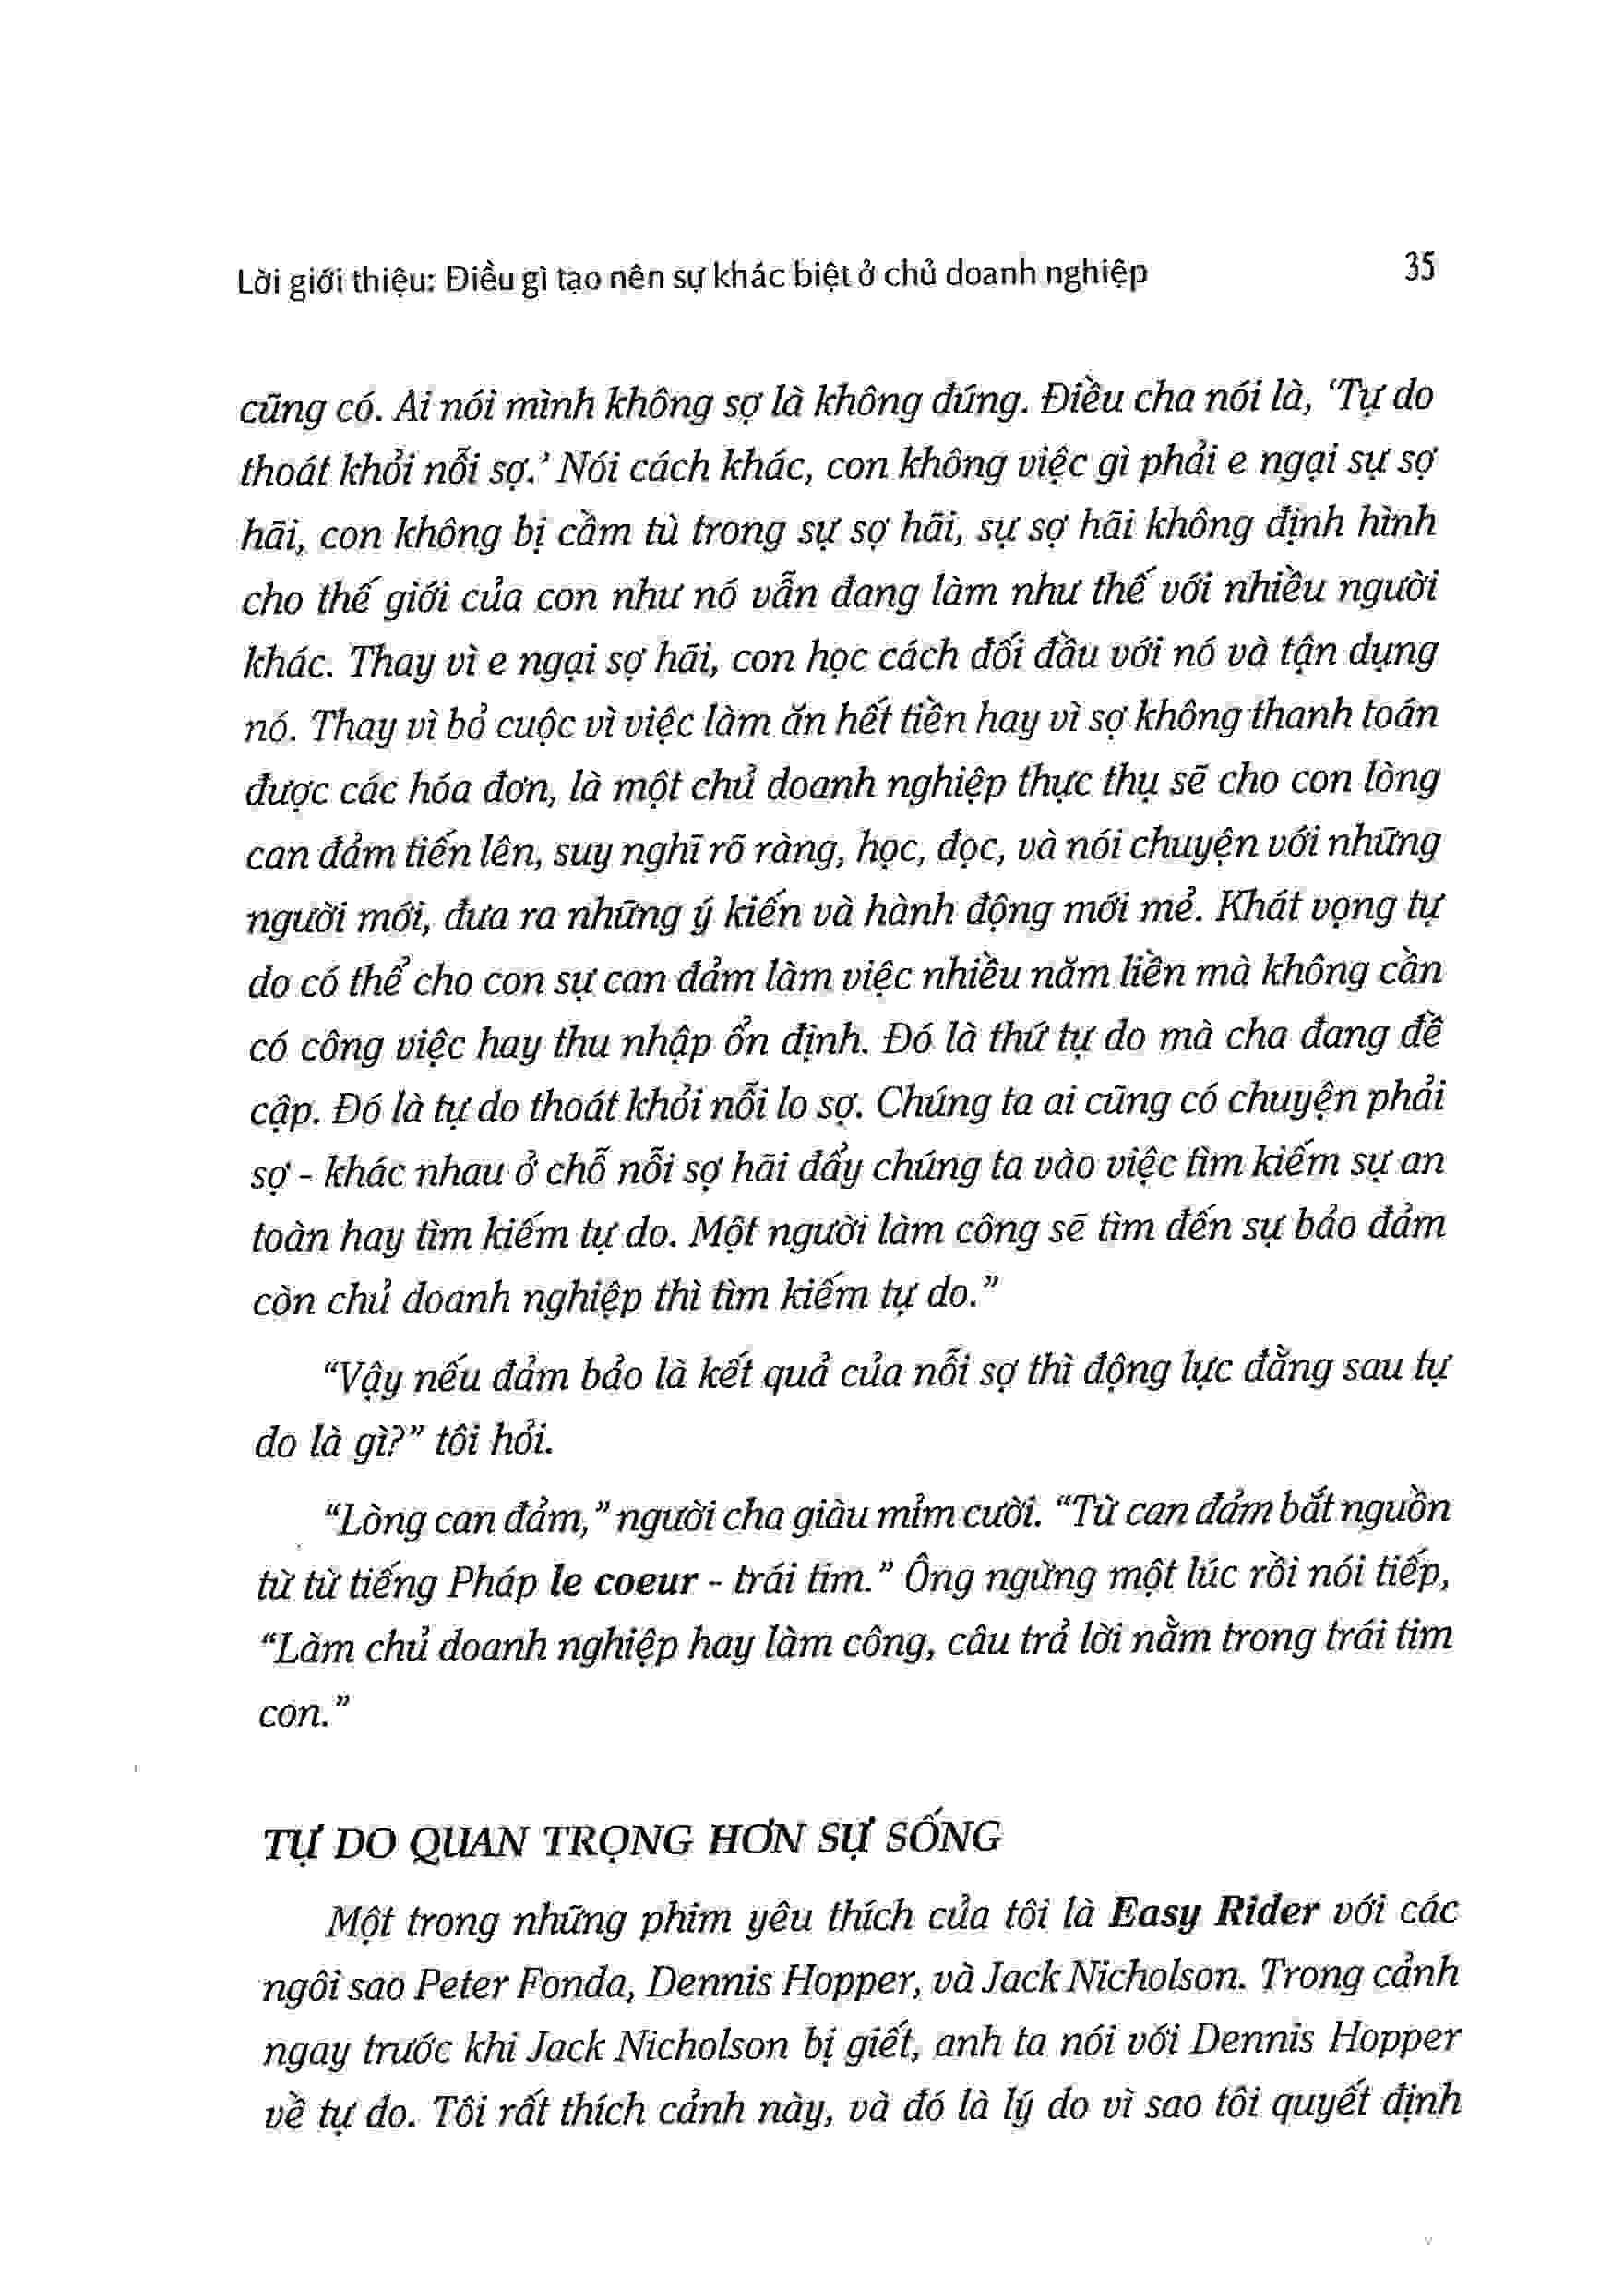 Lời giới thiệu: Điều gì tạo nên sự khác biệt ở chủ doanh nghiệp 35
cũng có. Ai nói mình không sợ là không đúng. Điều cha nói là, ‘Tự do
thoát khỏi nỗi sợ.’ Nói cách khác, con không việc gì phải e ngại sự sợ
hãi, con không bị cầm tù trong sự sợ hãi, sự sợ hãi không định hình
cho thế giới của con như nó vẫn đang làm như thế với nhiều người
khác. Thay vì e ngại sợ hãi, con học cách đối đầu với nó và tận dụng
nó. Thay vì bỏ cuộc vì việc làm ăn hết tiền hay vì sợ không thanh toán
được các hóa đơn, là một chủ doanh nghiệp thực thụ sẽ cho con lòng
can đảm tiến lên, suy nghĩ rõ ràng, học, đọc, và nói chuyện với những
người mới, đưa ra những ý kiến và hành động mới mẻ. Khát vọng tự
do có thể cho con sự can đảm làm việc nhiều năm liền mà không cần
có công việc hay thu nhập ổn định. Đó là thứ tự do mà cha đang đề
cập. Đó là tự do thoát khỏi nỗi lo sợ. Chúng ta ai cũng có chuyện phải
sợ - khác nhau ở chỗ nỗi sợ hãi đẩy chúng ta vào việc tìm kiếm sự an
toàn hay tìm kiếm tự do. Một người làm công sẽ tìm đến sự bảo đảm
còn chủ doanh nghiệp thì tìm kiếm tự do.”
“Vậy nếu đảm bảo là kết quả của nỗi sợ thì động lực đằng sau tự
do là gì?” tôi hỏi.
“Lòng can đảm,” người cha giàu mỉm cười. “Từ can đảm bắt nguồn
từ từ tiếng Pháp le coeur - trái tim.” Ông ngừng một lúc rồi nói tiếp,
“Làm chủ doanh nghiệp hay làm công, câu trả lời nằm trong trái tim
con.”
TỰ DO QUAN TRỌNG HƠN SỰ SỐNG
Một trong những phim yêu thích của tôi là Easy Rider với các
ngôi sao Peter Fonda, Dennis Hopper, và Jack Nicholson. Trong cảnh
ngay trước khi Jack Nicholson bị giết, anh ta nói với Dennis Hopper
về tự do. Tôi rất thích cảnh này, và đó là lý do vì sao tôi quyết định